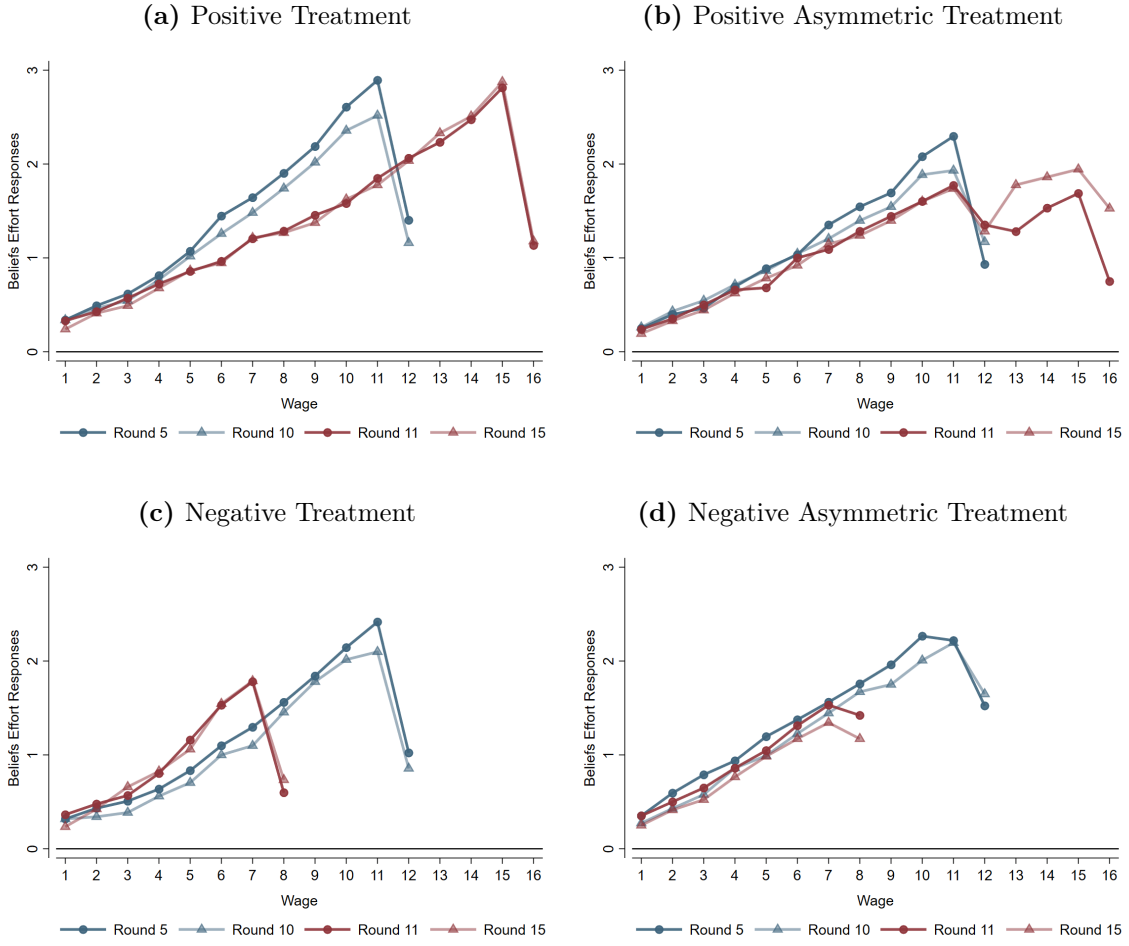 (a) Positive Treatment
Beliefs Effort Responses
3
2
1
0
1 2 3 4 5 6 7 8 9 10 11 12 13 14 15 16
Wage
Round 5 Round 10 Round 11 Round 15
(b) Positive Asymmetric Treatment
Beliefs Effort Responses
3
2
1
0
1 2 3 4 5 6 7 8 9 10 11 12 13 14 15 16
Wage
Round 5 Round 10 Round 11 Round 15
(c) Negative Treatment
Beliefs Effort Responses
3
2
1
0
1 2 3 4 5 6 7 8 9 10 11 12 13 14 15 16
Wage
Round 5 Round 10 Round 11 Round 15
(d) Negative Asymmetric Treatment
Beliefs Effort Responses
3
2
1
0
1 2 3 4 5 6 7 8 9 10 11 12 13 14 15 16
Wage
Round 5 Round 10 Round 11 Round 15